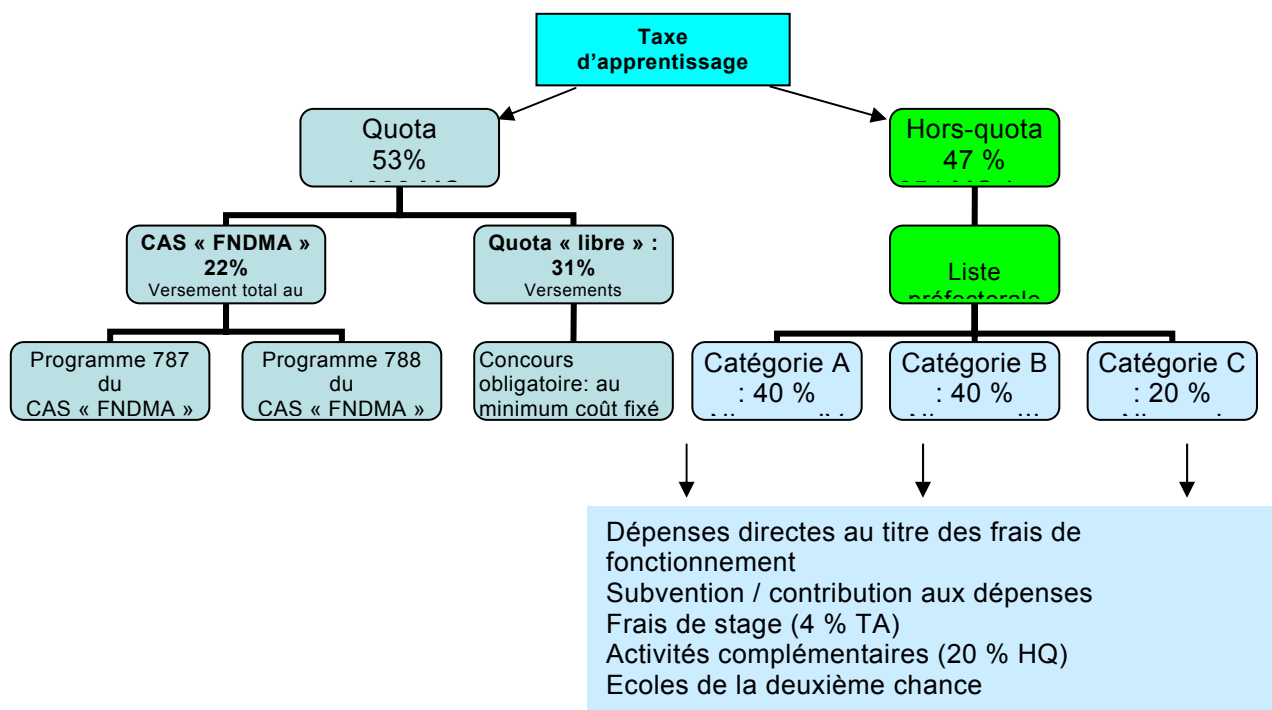 Taxe
d'apprentissage
Quota
53%
Hors-quota
47 %
CAS « FNDMA »
22%
Versement total au
Quota « libre » :
31%
Versements
Liste
préfectorale
Programme 787
du
CAS « FNDMA »
Programme 788
du
CAS « FNDMA »
Concours
obligatoire: au
minimum coût fixé
Catégorie A
: 40 %
Catégorie B
: 40 %
Catégorie C
: 20 %
Dépenses directes au titre des frais de
fonctionnement
Subvention / contribution aux dépenses
Frais de stage (4 % TA)
Activités complémentaires (20 % HQ)
Ecoles de la deuxième chance